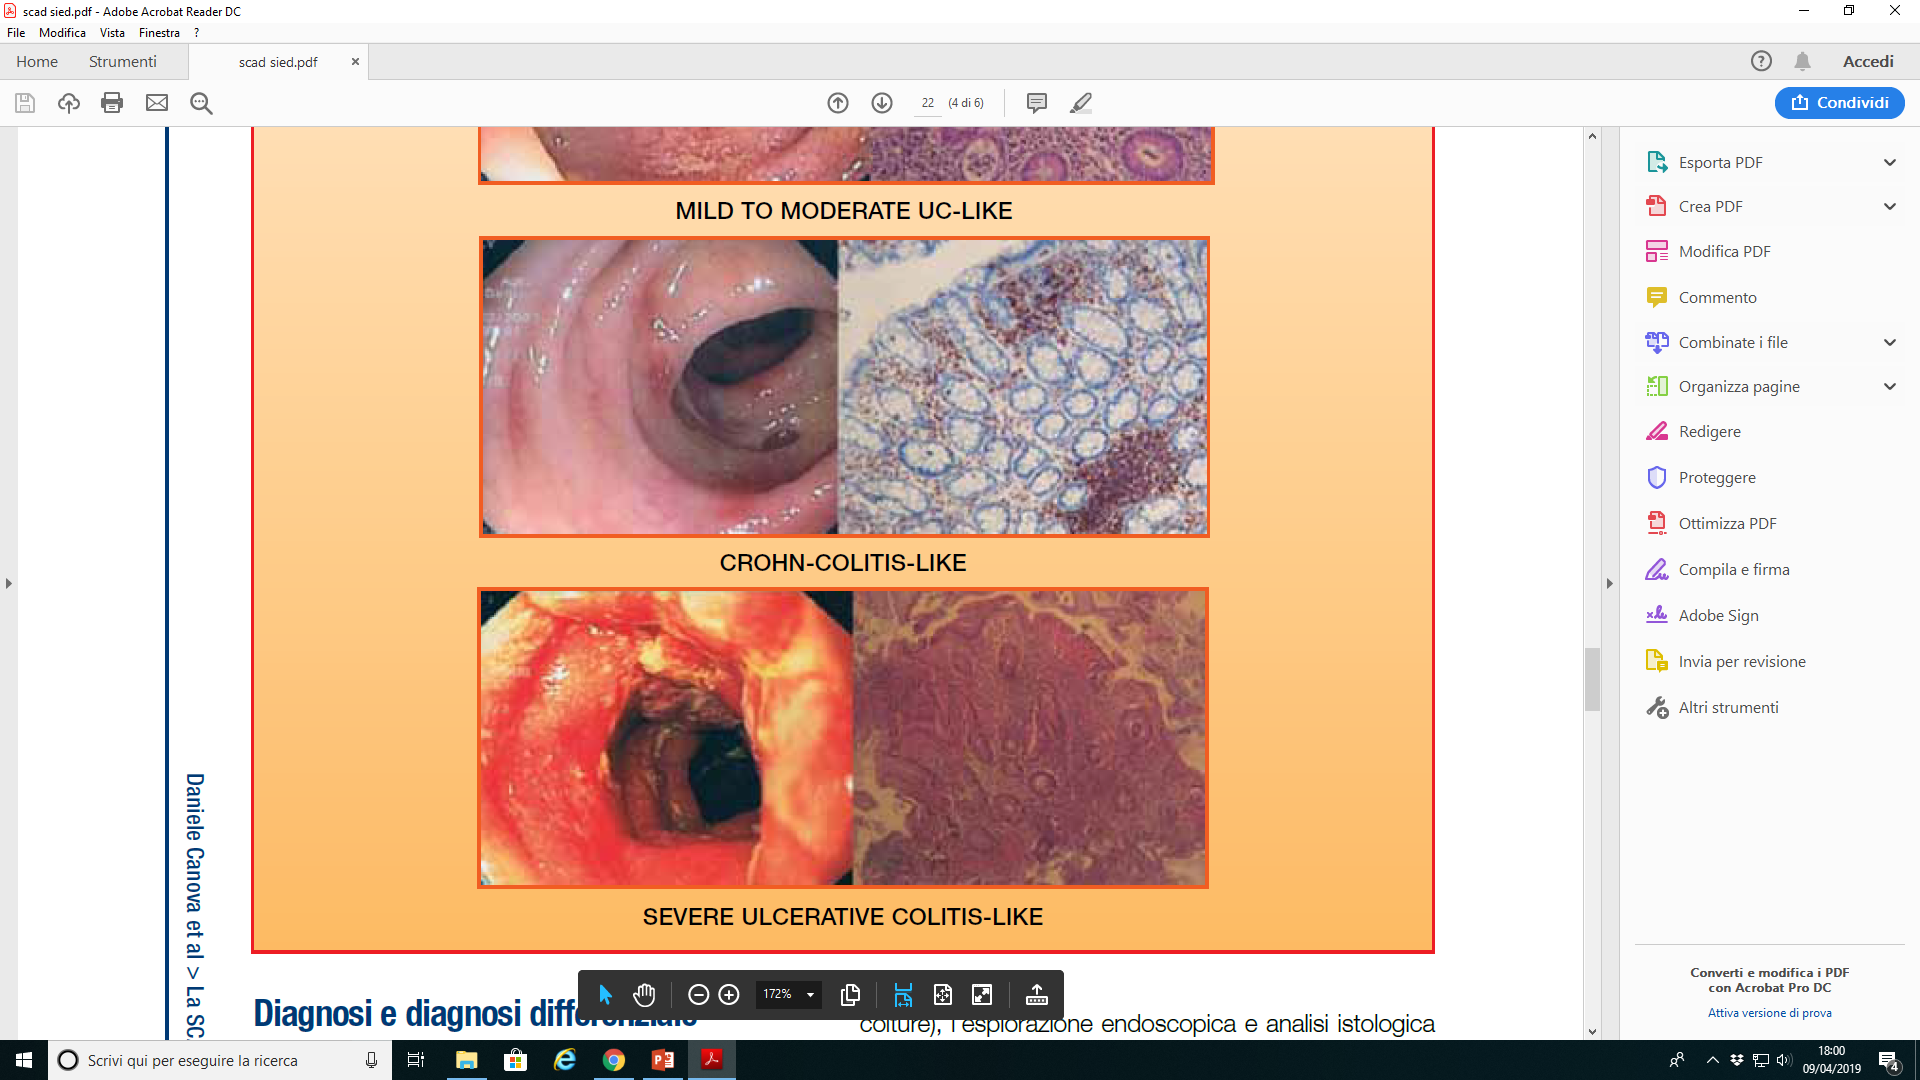 scad sied.pdf - Adobe Acrobat Reader DC
File Modifica Vista Finestra ?
Home Strumenti scad sied.pdf Accedi
22 (4 di 6) Condividi
MILD TO MODERATE UC-LIKE
CROHN-COLITIS-LIKE
SEVERE ULCERATIVE COLITIS-LIKE
Daniele Canova et al > La SC
Diagnosi e diagnosi differenziale
colture), l'esplorazione endoscopica e analisi istologica
172%
Esporta PDF
Crea PDF
Modifica PDF
Commento
Combinate i file
Organizza pagine
Redigere
Proteggere
Ottimizza PDF
Compila e firma
Adobe Sign
Invia per revisione
Altri strumenti
Converti e modifica i PDF
con Acrobat Pro DC
Attiva versione di prova
Scrivi qui per eseguire la ricerca
18:00
09/04/2019
4